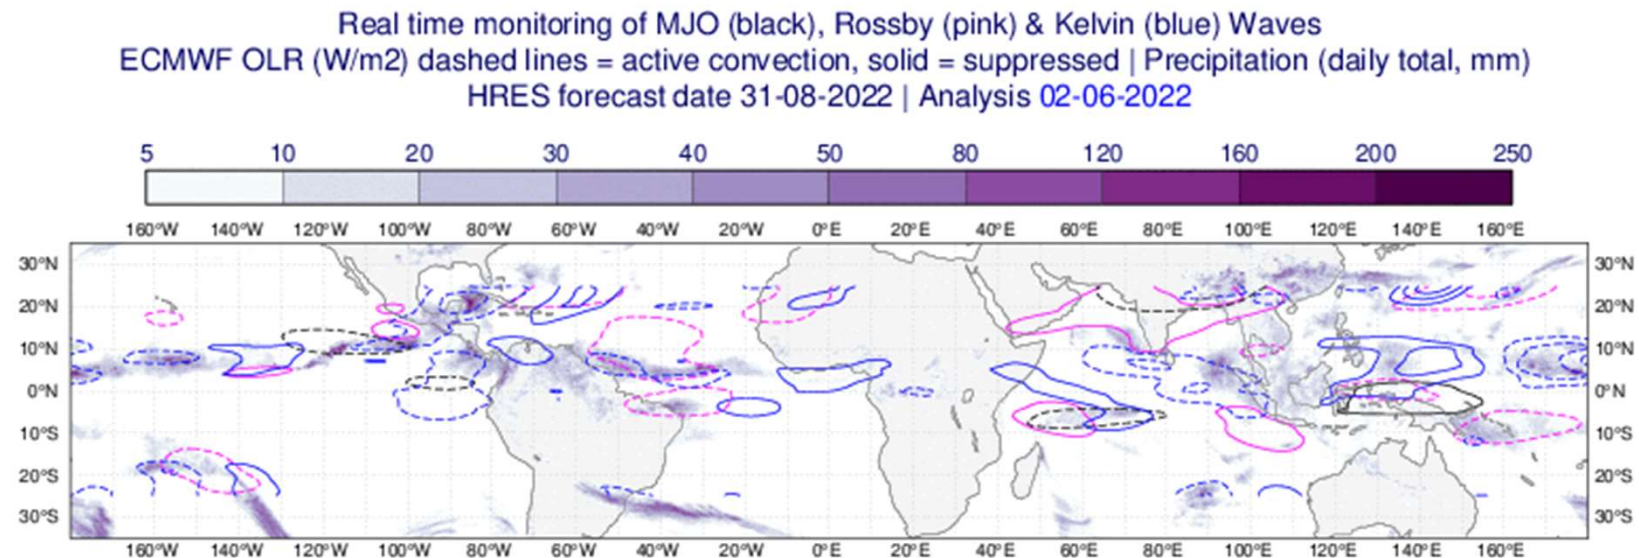 Real time monitoring of MJO (black), Rossby (pink) & Kelvin (blue) Waves
ECMWF OLR (W/m2) dashed lines = active convection, solid = suppressed | Precipitation (daily total, mm)
HRES forecast date 31-08-2022 | Analysis 02-06-2022
5 10 20 30 40 50 80 120 160 200 250
160°W 140°W 120°W 100°W 80°W 60°W 40°W 20°W 0°E 20°E 40°E 60°E 80°E 100°E 120°E 140°E 160°E
30°N 30°N
20°N 20°N
10°N 10°N
0°N 0°N
10°S 10°S
20°S 20°S
30°S 30°S
160°W 140°W 120°W 100°W 80°W 60°W 40°W 20°W 0°E 20°E 40°E 60°E 80°E 100°E 120°E 140°E 160°E